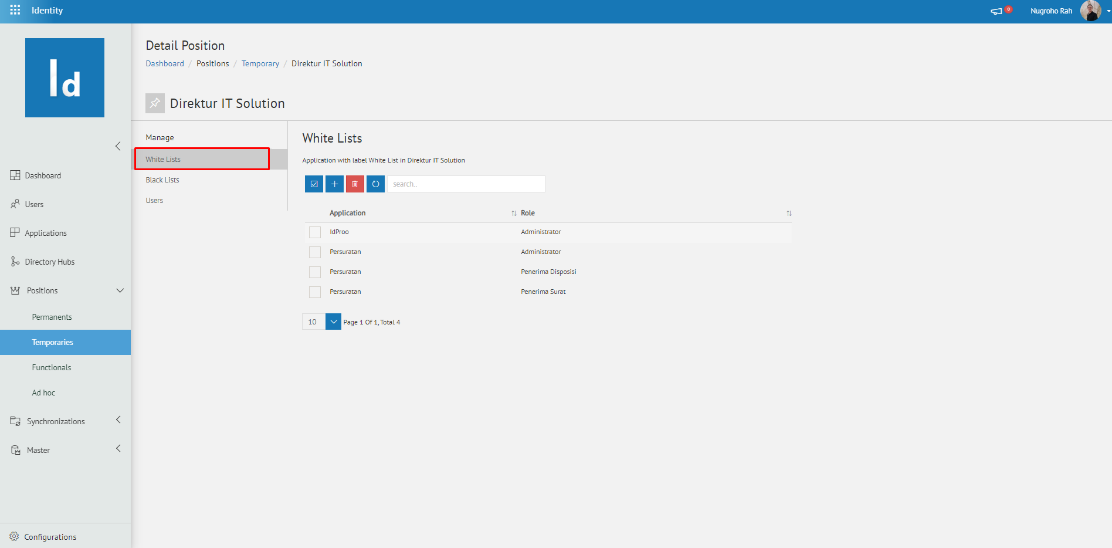 Identity
9
Nugroho Rah
Id
Dashboard
Users
Applications
Directory Hubs
Positions
Permanents
Temporaries
Functionals
Ad hoc
Synchronizations
Master
Configurations
Detail Position
Dashboard / Positions / Temporary / Direktur IT Solution
Direktur IT Solution
Manage
White Lists
Black Lists
Users
White Lists
Application with label White List in Direktur IT Solution
search..
Application Role
IdProo Administrator
Persuratan Administrator
Persuratan Penerima Disposisi
Persuratan Penerima Surat
10 Page 1 Of 1, Total 4